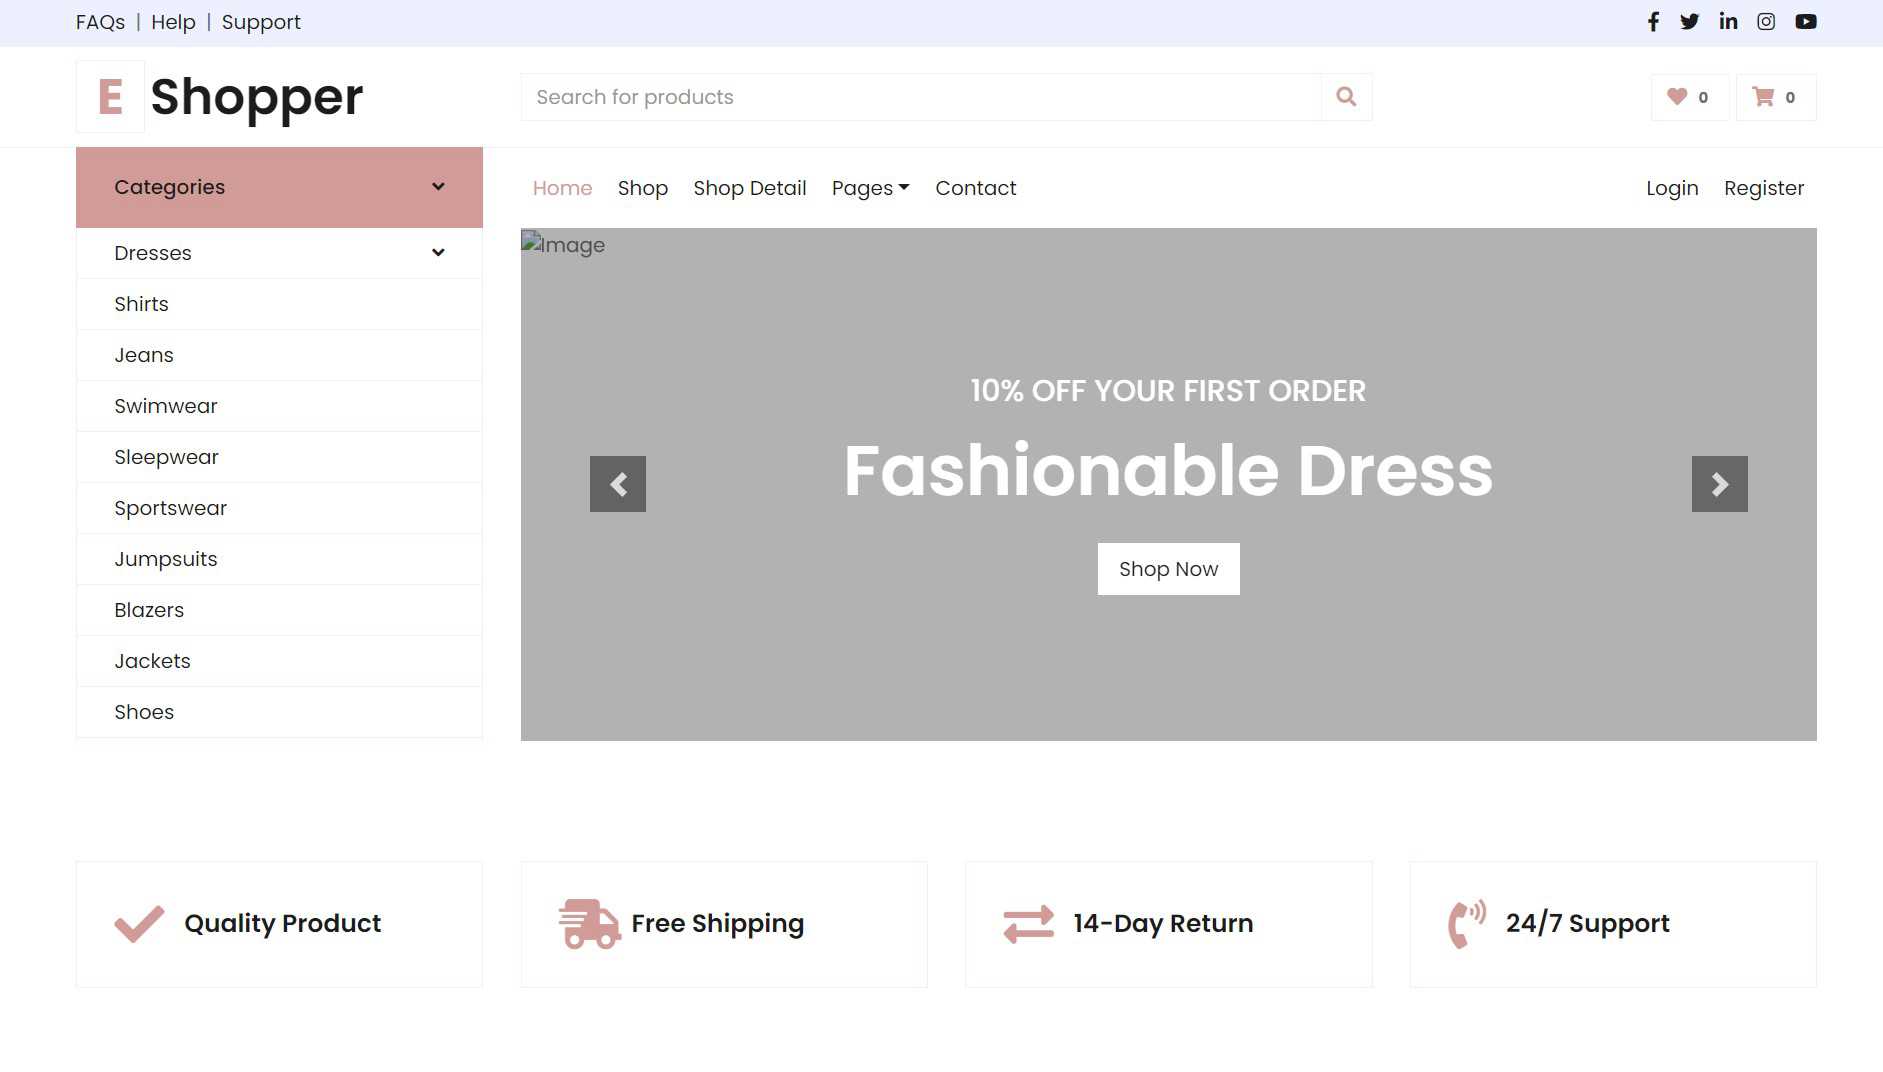 FAQs | Help | Support
E Shopper
Search for products
0
0
Categories
Home Shop Shop Detail Pages Contact
Login Register
Dresses
Shirts
Jeans
Swimwear
Sleepwear
Sportswear
Jumpsuits
Blazers
Jackets
Shoes
Image
10% OFF YOUR FIRST ORDER
Fashionable Dress
Shop Now
Quality Product
Free Shipping
14-Day Return
24/7 Support